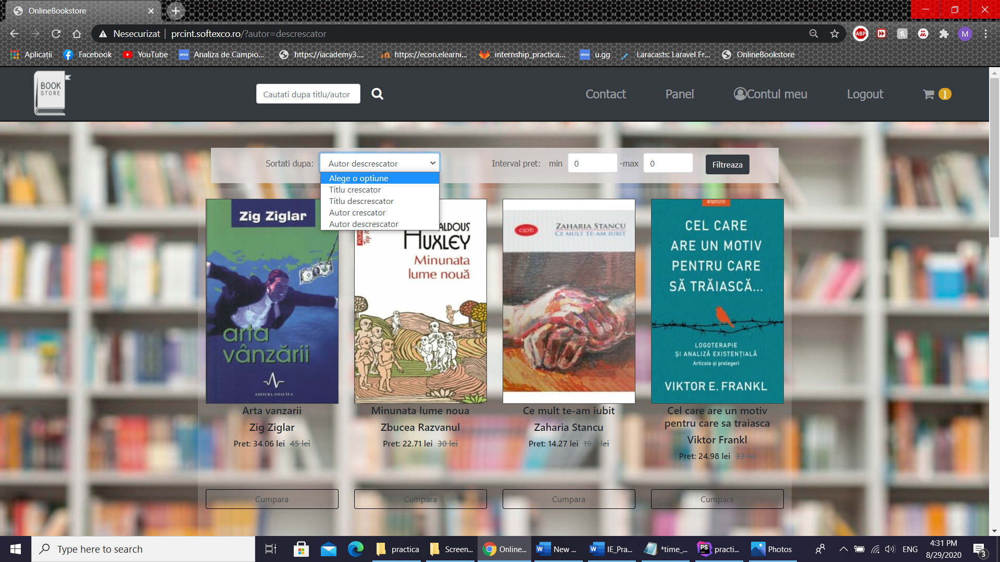 OnlineBookstore
Nesecurizat
prcint.softexco.ro/?autor=descrescator
ABP
M
Aplicații
Facebook
YouTube
OPGG
Analiza de Campio...
https://iacademy3....
https://econ.elearni...
internship_practica...
OPGG
u.gg
Laracasts: Laravel Fr...
OnlineBookstore
BOOK
STORE
Cautati dupa titlu/autor
Contact
Panel
Contul meu
Logout
1
Sortati dupa:
Autor descrescator
Interval pret:
min
0
-max
0
Filtreaza
Alege o optiune
Titlu crescator
Titlu descrescator
Autor crescator
Autor descrescator
Zig Ziglar
arta
vânzării
EDITURA AMALTEA
ALDOUS
HUXLEY
Minunata
lume nouă
cpt
ZAHARIA STANCU
CE MULT TE-AM IUBIT
CEL CARE
ARE UN MOTIV
PENTRU CARE
SĂ TRĂIASCĂ...
LOGOTERAPIE
ȘI ANALIZĂ EXISTENȚIALĂ
Articole și prelegeri
VIKTOR E. FRANKL
Arta vanzarii
Zig Ziglar
Pret: 34.06 lei 45 lei
Cumpara
Minunata lume noua
Zbucea Razvanul
Pret: 22.71 lei 30 lei
Cumpara
Ce mult te-am iubit
Zaharia Stancu
Pret: 14.27 lei
Cumpara
Cel care are un motiv
pentru care sa traiasca
Viktor Frankl
Pret: 24.98 lei 33 lei
Cumpara
Type here to search
practica
Screen...
Online...
New ...
IE_Pra...
*time_...
PS
practi...
Photos
ENG
4:31 PM
8/29/2020
3